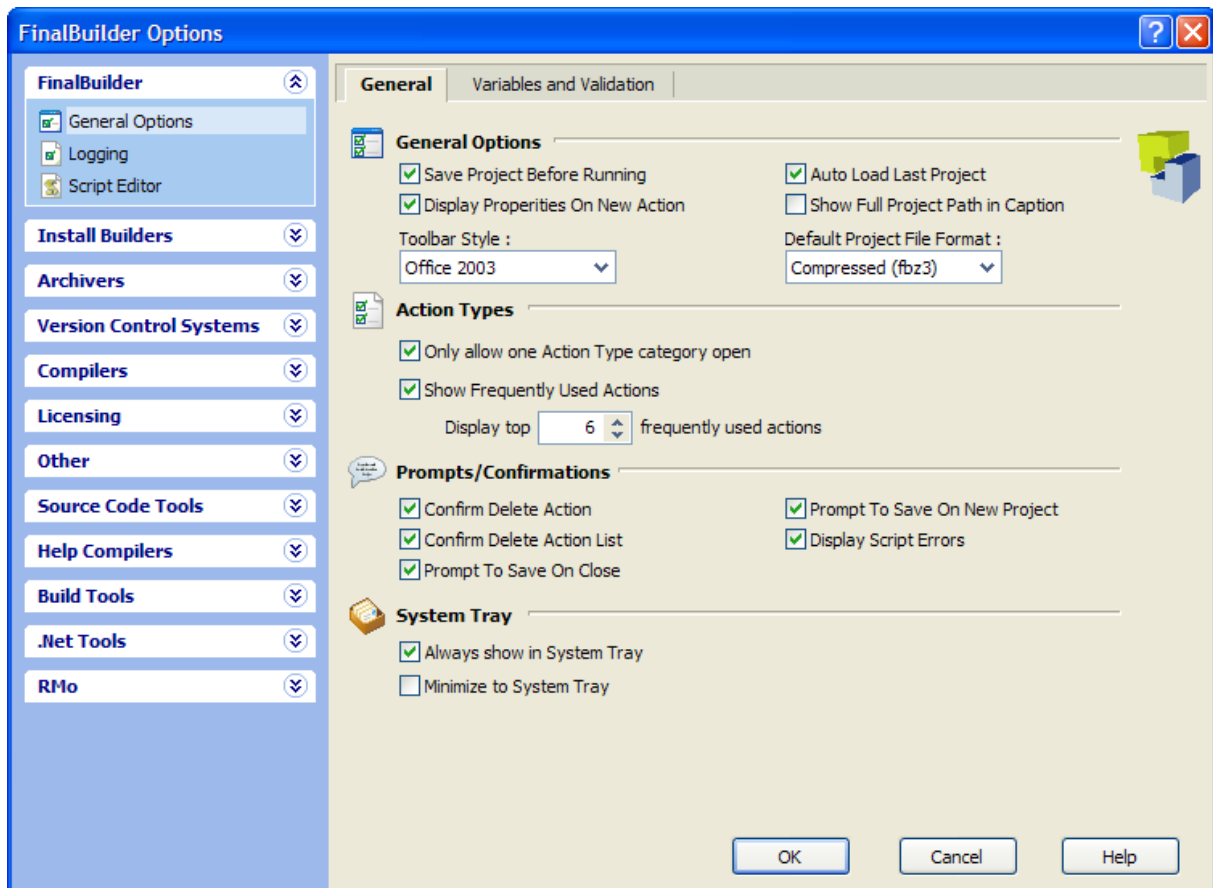 FinalBuilder Options
FinalBuilder
General Options
Logging
Script Editor
Install Builders
Archivers
Version Control Systems
Compilers
Licensing
Other
Source Code Tools
Help Compilers
Build Tools
.Net Tools
RMo
General
Variables and Validation
General Options
Save Project Before Running
Auto Load Last Project
Display Properities On New Action
Show Full Project Path in Caption
Toolbar Style :
Default Project File Format :
Office 2003
Compressed (fbz3)
Action Types
Only allow one Action Type category open
Show Frequently Used Actions
Display top 6 frequently used actions
Prompts/Confirmations
Confirm Delete Action
Prompt To Save On New Project
Confirm Delete Action List
Display Script Errors
Prompt To Save On Close
System Tray
Always show in System Tray
Minimize to System Tray
OK
Cancel
Help